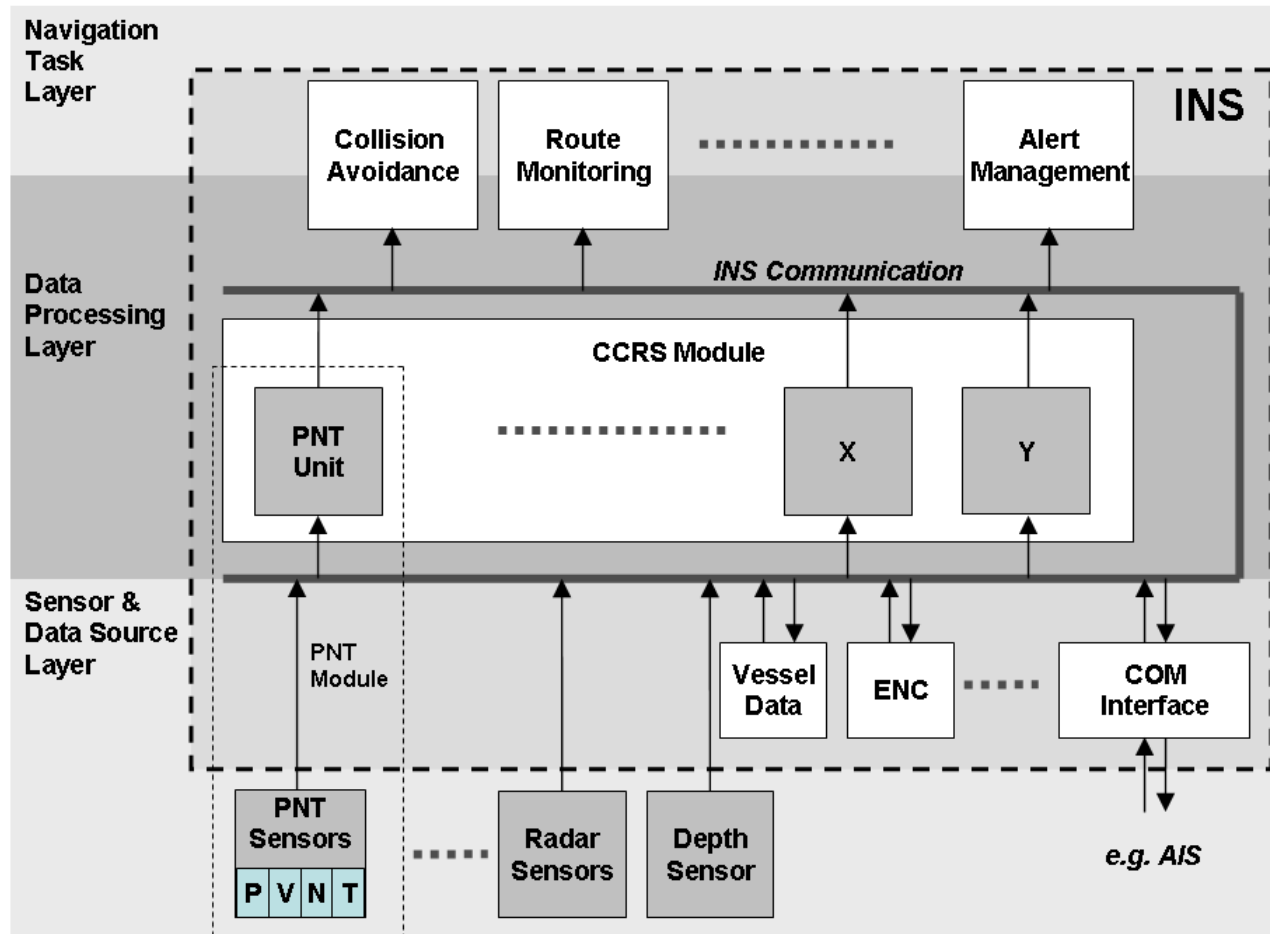 Navigation
Task
Layer
INS
Collision
Avoidance
Route
Monitoring
Alert
Management
INS Communication
Data
Processing
Layer
CCRS Module
PNT
Unit
X
Y
Sensor &
Data Source
Layer
PNT
Module
Vessel
Data
ENC
COM
Interface
PNT
Sensors
P V N T
Radar
Sensors
Depth
Sensor
e.g. AIS